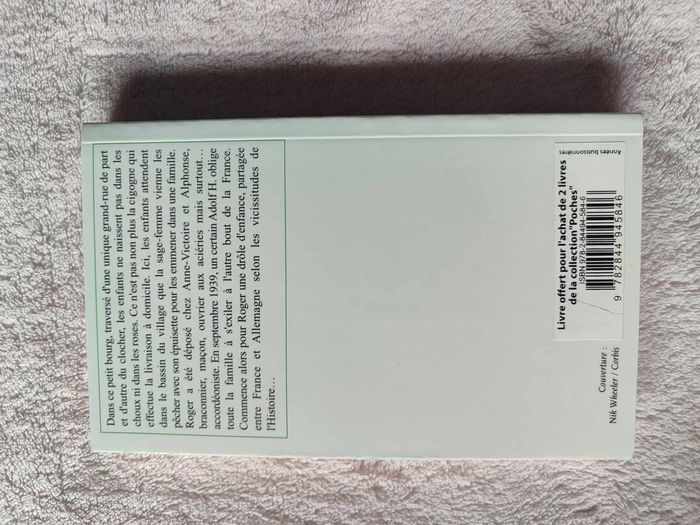 Dans ce petit bourg, traversé d'une unique grand-rue de part
et d'autre du clocher, les enfants ne naissent pas dans les
choux ni dans les roses. Ce n'est pas non plus la cigogne qui
effectue la livraison à domicile. Ici, les enfants attendent
dans le bassin du village que la sage-femme vienne les
pêcher avec son épuisette pour les emmener dans une famille.
Roger a été déposé chez Anne-Victoire et Alphonse,
braconnier, maçon, ouvrier aux aciéries mais surtout...
accordéoniste. En septembre 1939, un certain Adolf H. oblige
toute la famille à s'exiler à l'autre bout de la France.
Commence alors pour Roger une drôle d'enfance, partagée
entre France et Allemagne selon les vicissitudes de
l'Histoire...
Couverture :
Nik Wheeler / Corbis
Années buissonnières
Livre offert pour l'achat de 2 livres
de la collection"Poches"
ISBN 978-2-84494-584-6
9 782844 945846